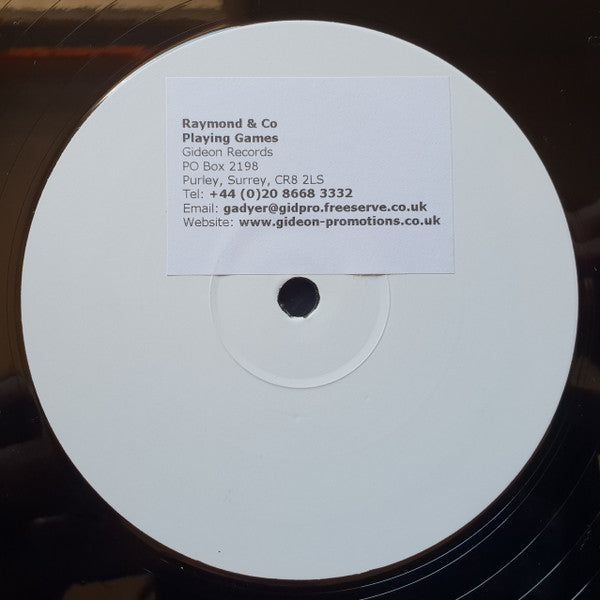 Raymond & Co
Playing Games
Gideon Records
PO Box 2198
Purley, Surrey, CR8 2LS
Tel: +44 (0)20 8668 3332
Email: gadyer@gidpro.freeserve.co.uk
Website: www.gideon-promotions.co.uk